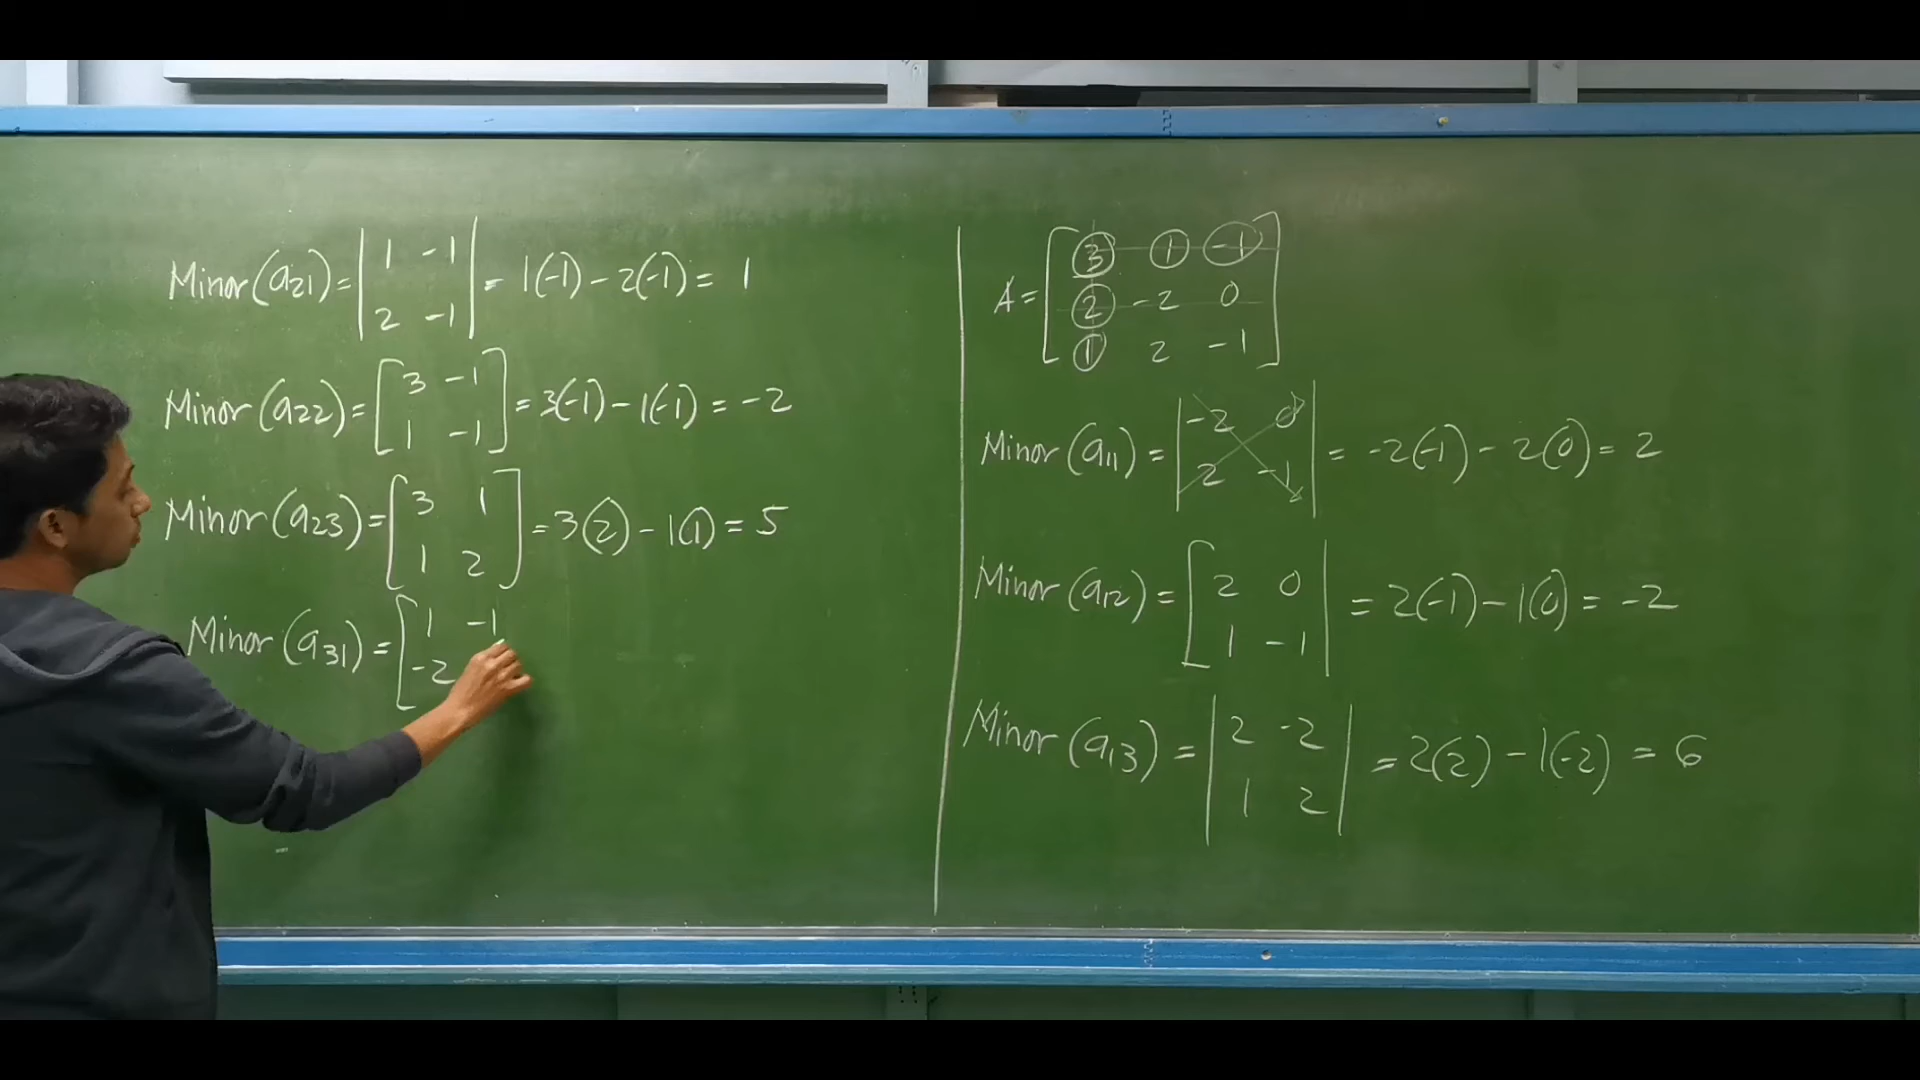 Minor(a21) = | 1 -1 | = 1(-1) - 2(-1) = 1
| 2 -1 |
Minor(a22) = [ 3 -1 ] = 3(-1) - 1(-1) = -2
[ 1 -1 ]
Minor(a23) = [ 3 1 ] = 3(2) - 1(1) = 5
[ 1 2 ]
Minor(a31) = [ 1 -1
[ -2
A = [ 3 1 -1 ]
[ 2 -2 0 ]
[ 1 2 -1 ]
Minor(a11) = | -2 0 | = -2(-1) - 2(0) = 2
| 2 -1 |
Minor(a12) = [ 2 0 | = 2(-1) - 1(0) = -2
[ 1 -1 |
Minor(a13) = | 2 -2 | = 2(2) - 1(-2) = 6
| 1 2 |